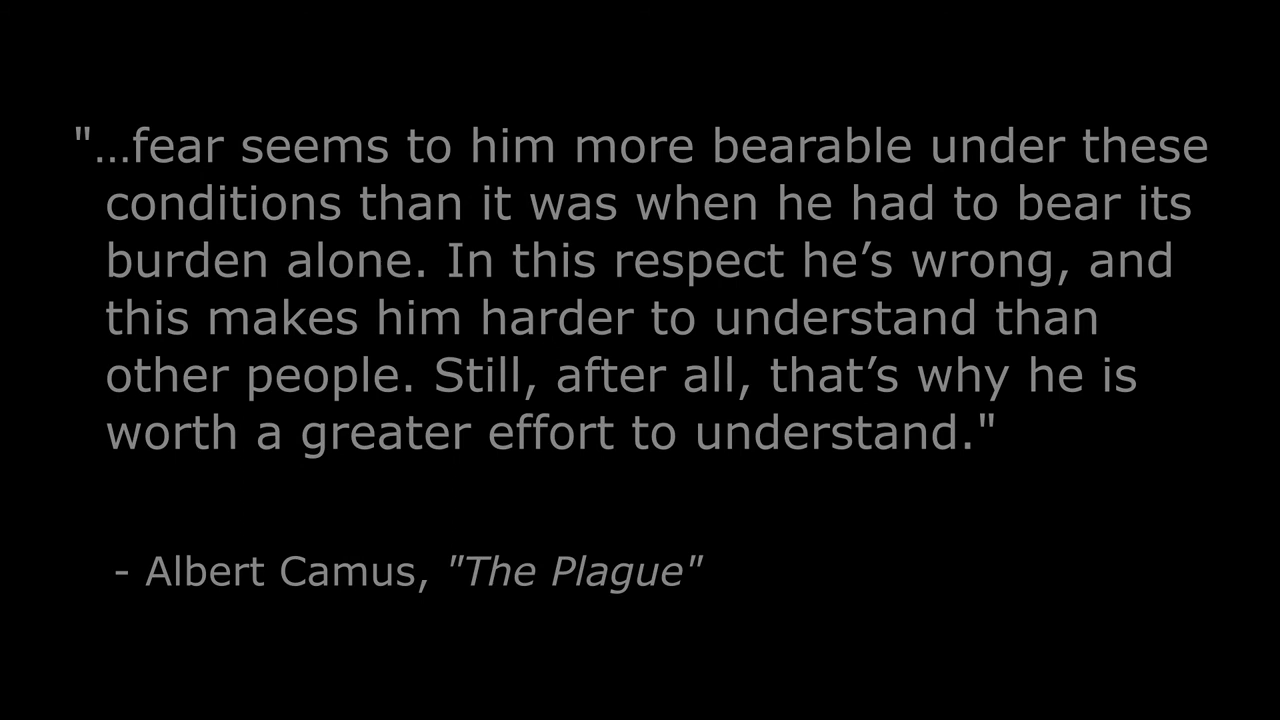 "…fear seems to him more bearable under these
conditions than it was when he had to bear its
burden alone. In this respect he’s wrong, and
this makes him harder to understand than
other people. Still, after all, that’s why he is
worth a greater effort to understand."
- Albert Camus, "The Plague"